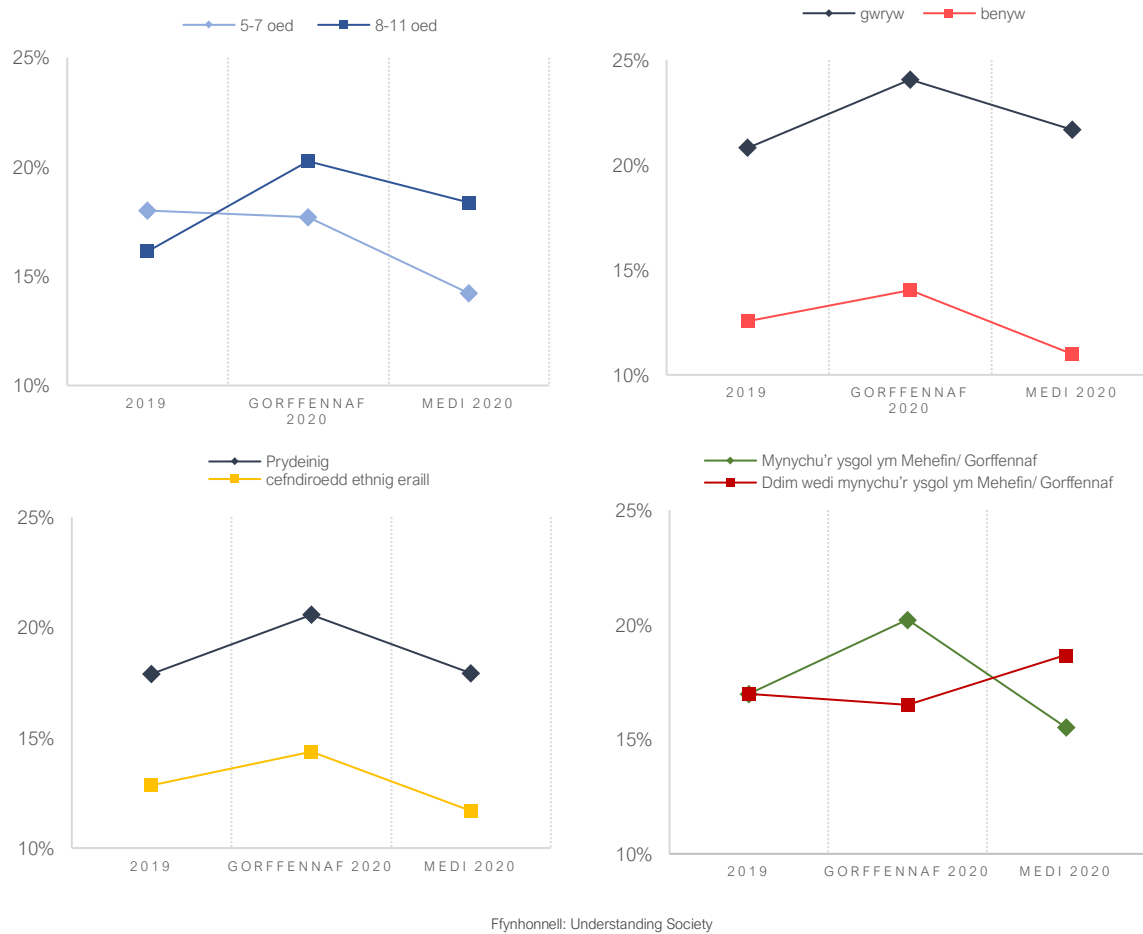 5-7 oed
8-11 oed
25%
20%
15%
10%
2019
GORFFENNAF
2020
MEDI 2020
gwryw
benyw
25%
20%
15%
10%
2019
GORFFENNAF
2020
MEDI 2020
Prydeinig
cefndiroedd ethnig eraill
25%
20%
15%
10%
2019
GORFFENNAF 2020
MEDI 2020
Mynychu'r ysgol ym Mehefin/ Gorffennaf
Ddim wedi mynychu'r ysgol ym Mehefin/ Gorffennaf
25%
20%
15%
10%
2019
GORFFENNAF 2020
MEDI 2020
Ffynhonnell: Understanding Society